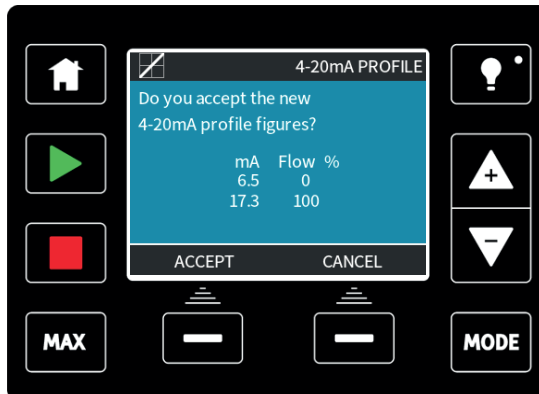 4-20mA PROFILE
Do you accept the new
4-20mA profile figures?
mA Flow %
6.5 0
17.3 100
ACCEPT CANCEL
MAX
MODE